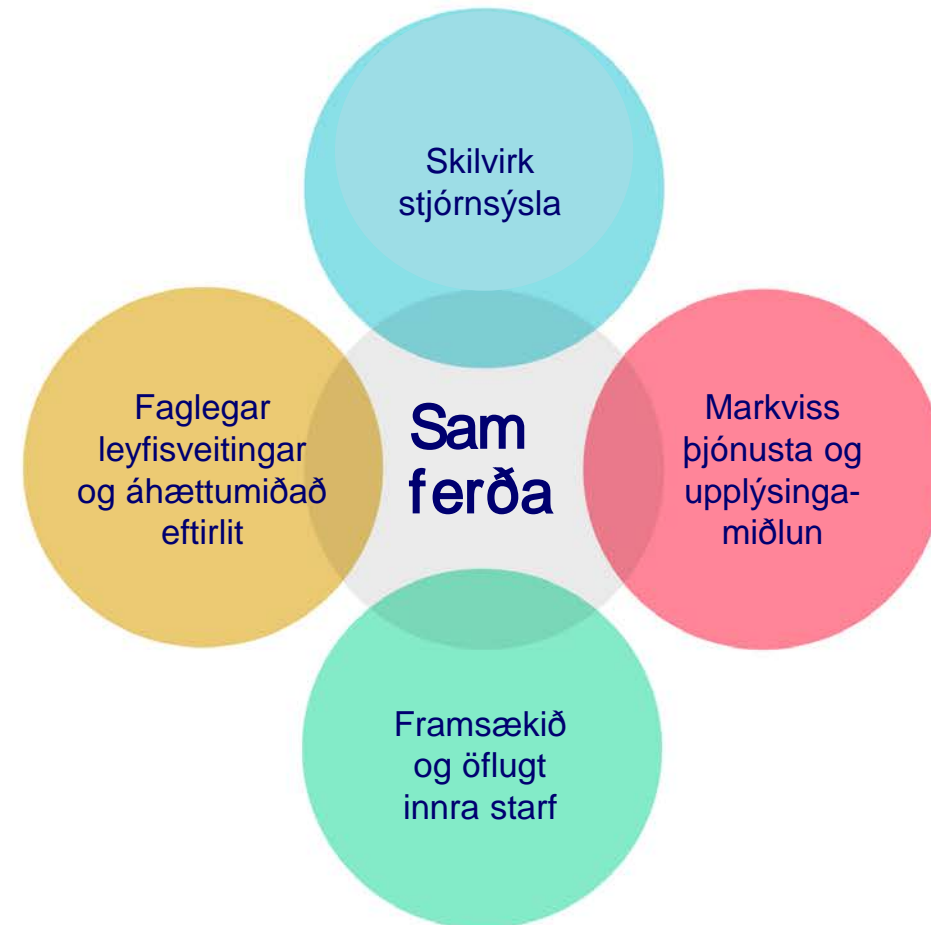 Skilvirk
stjórnsýsla
Faglegar
leyfisveitingar
og áhættumiðað
eftirlit
Sam
ferða
Markviss
þjónusta og
upplýsinga-
miðlun
Framsækið
og öflugt
innra starf